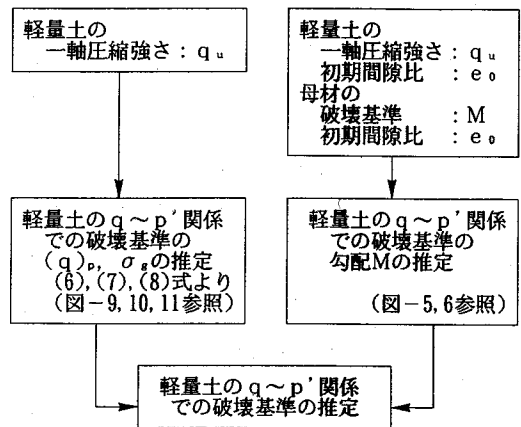 軽量土の
一軸圧縮強さ：qu
軽量土の
一軸圧縮強さ：qu
初期間隙比：e0
母材の
破壊基準　：M
初期間隙比：e0
軽量土のq～p'関係
での破壊基準の
(q)p, σgの推定
(6),(7),(8)式より
(図－9,10,11参照)
軽量土のq～p'関係
での破壊基準の
勾配Mの推定
(図－5,6参照)
軽量土のq～p'関係
での破壊基準の推定